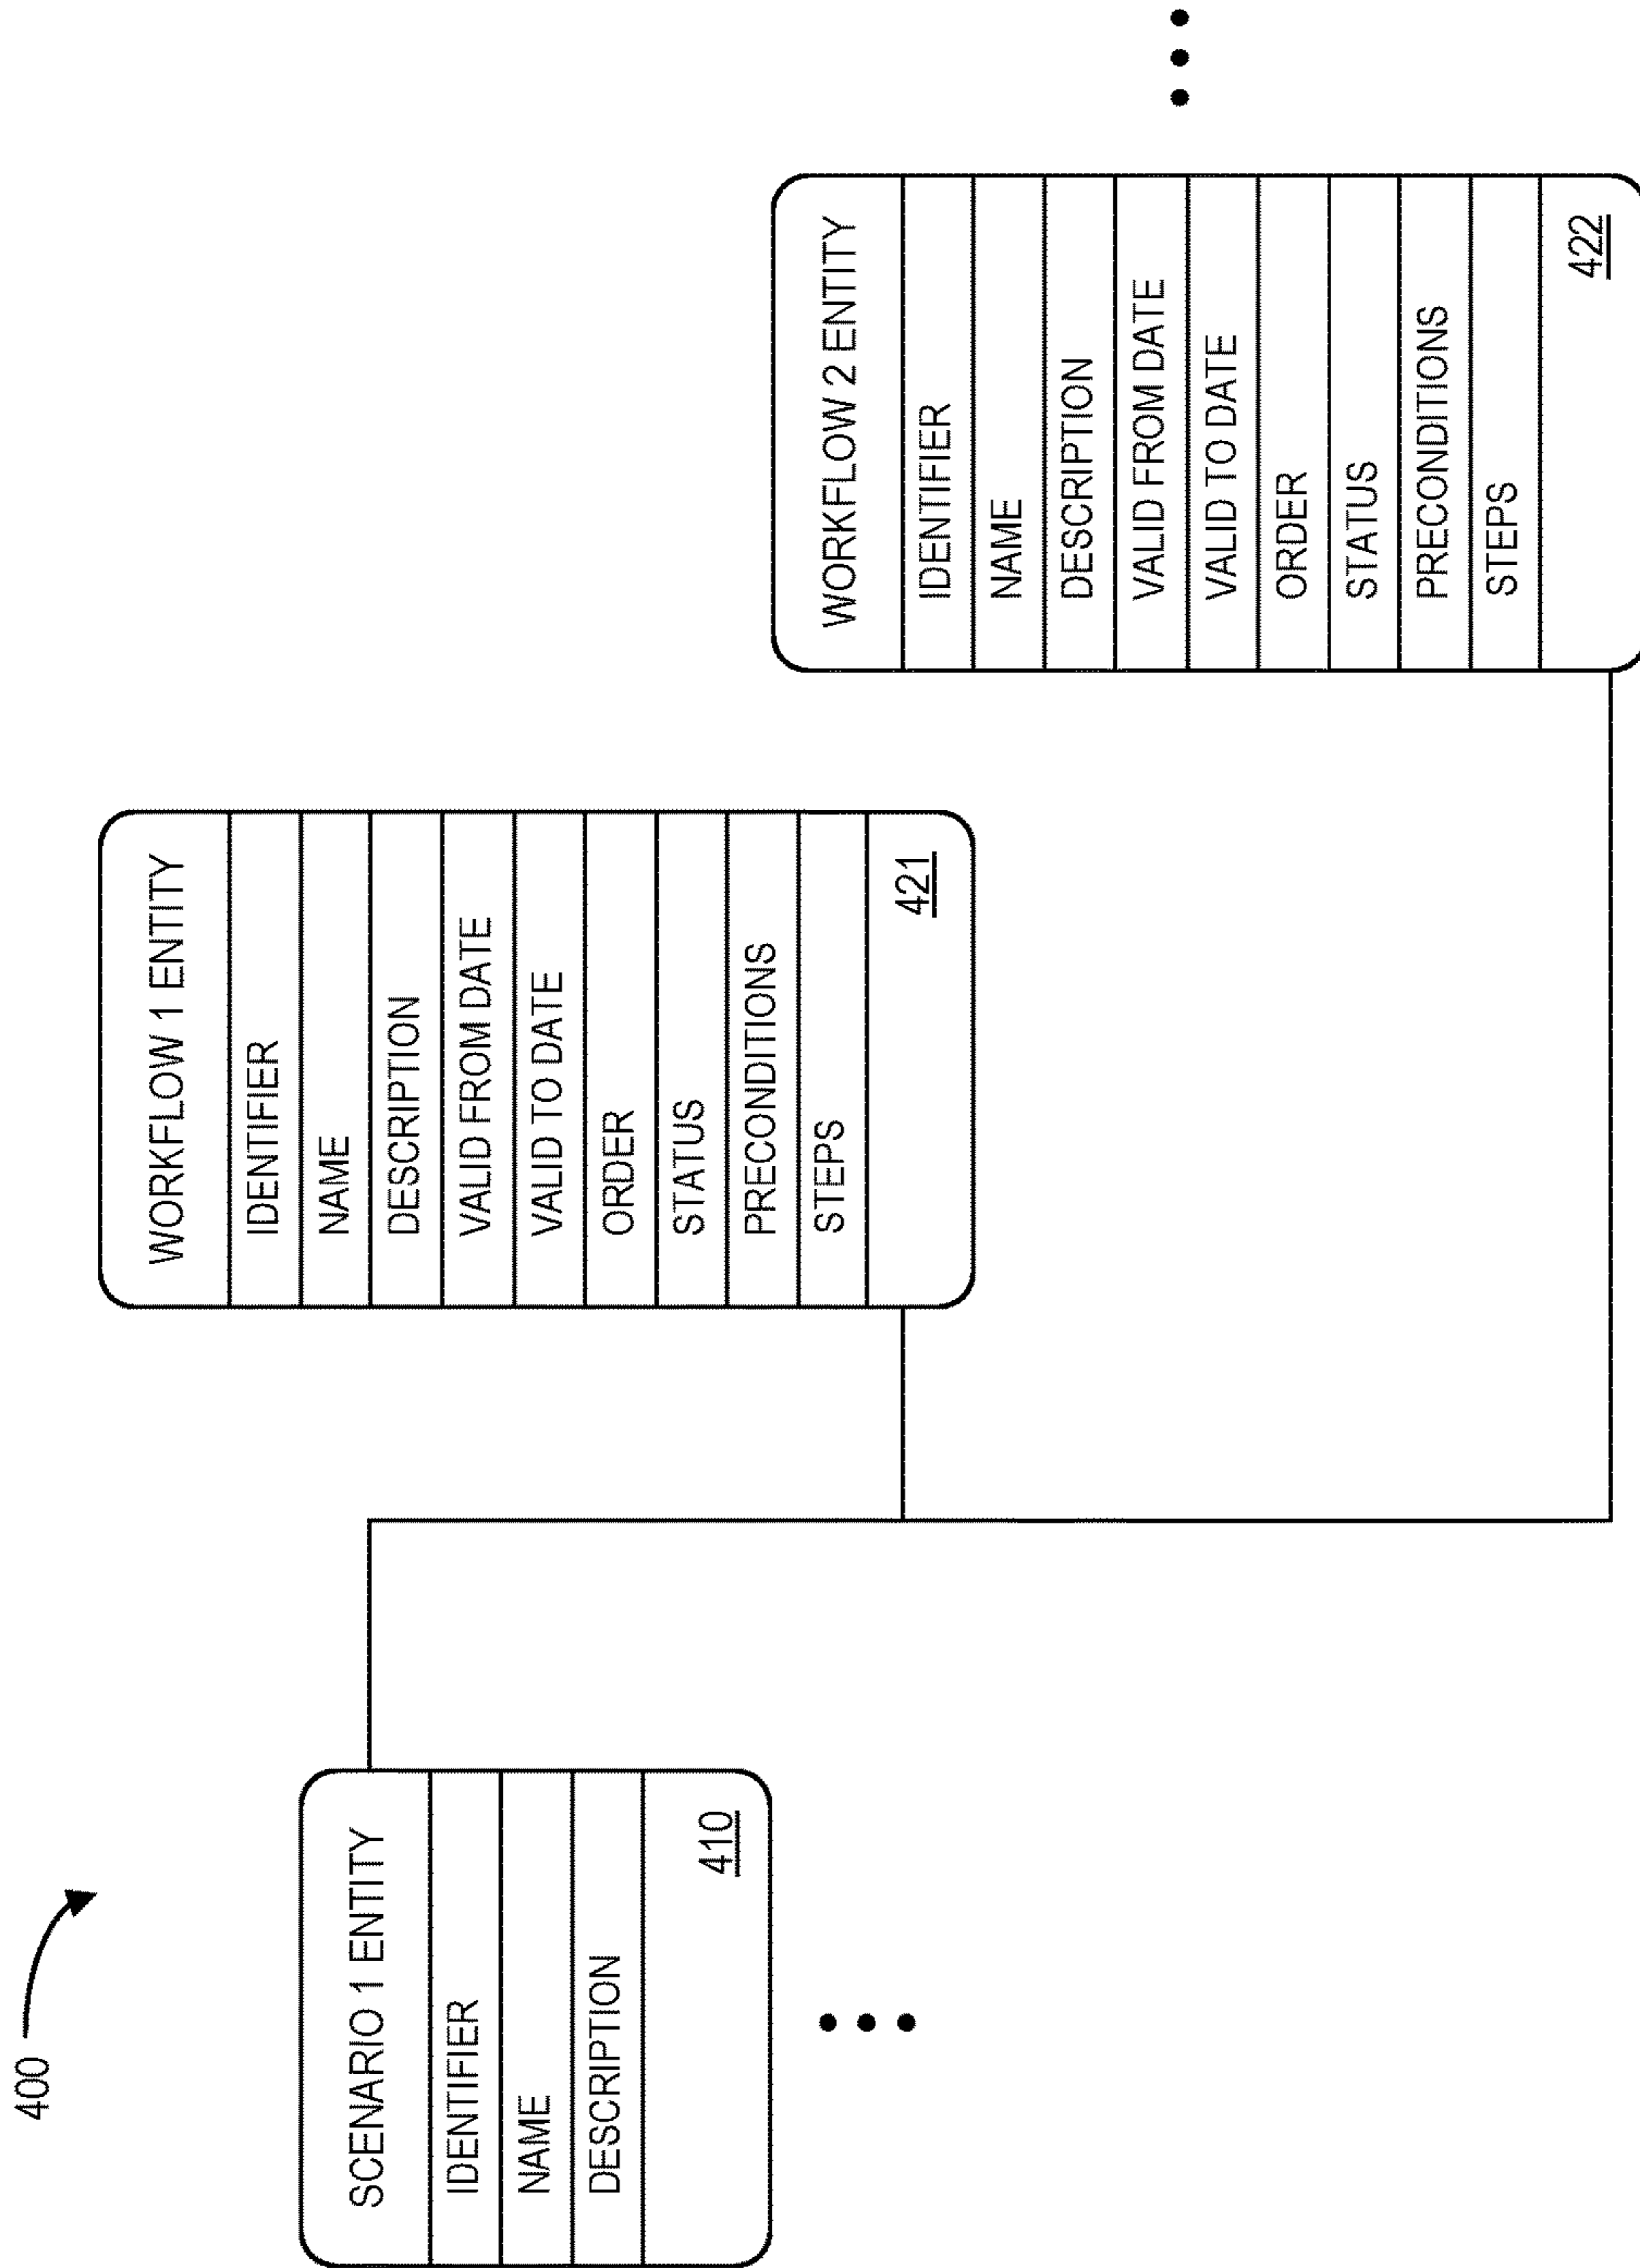 400
SCENARIO 1 ENTITY
IDENTIFIER
NAME
DESCRIPTION
410
WORKFLOW 1 ENTITY
IDENTIFIER
NAME
DESCRIPTION
VALID FROM DATE
VALID TO DATE
ORDER
STATUS
PRECONDITIONS
STEPS
421
WORKFLOW 2 ENTITY
IDENTIFIER
NAME
DESCRIPTION
VALID FROM DATE
VALID TO DATE
ORDER
STATUS
PRECONDITIONS
STEPS
422